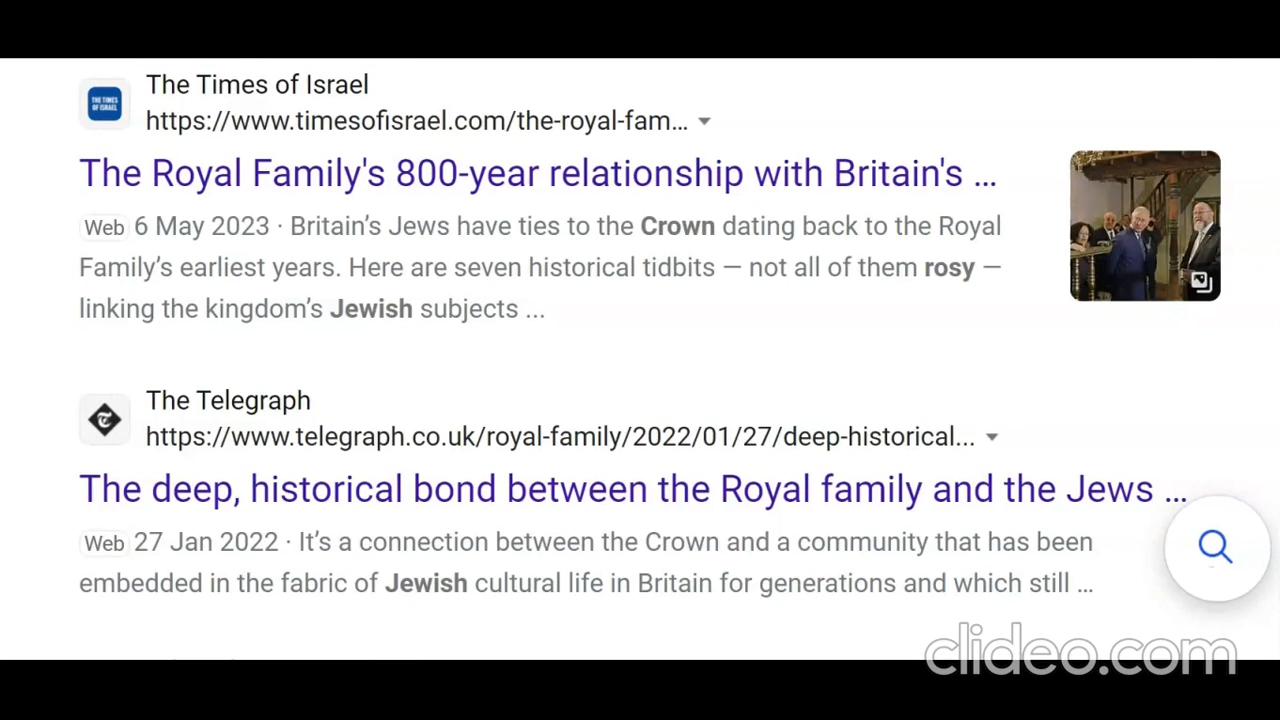 The Times of Israel
THE TIMES
OF ISRAEL
https://www.timesofisrael.com/the-royal-fam...
The Royal Family's 800-year relationship with Britain's ...
Web 6 May 2023 · Britain’s Jews have ties to the Crown dating back to the Royal
Family’s earliest years. Here are seven historical tidbits — not all of them rosy —
linking the kingdom’s Jewish subjects ...
The Telegraph
https://www.telegraph.co.uk/royal-family/2022/01/27/deep-historical...
The deep, historical bond between the Royal family and the Jews ...
Web 27 Jan 2022 · It’s a connection between the Crown and a community that has been
embedded in the fabric of Jewish cultural life in Britain for generations and which still ...
clideo.com